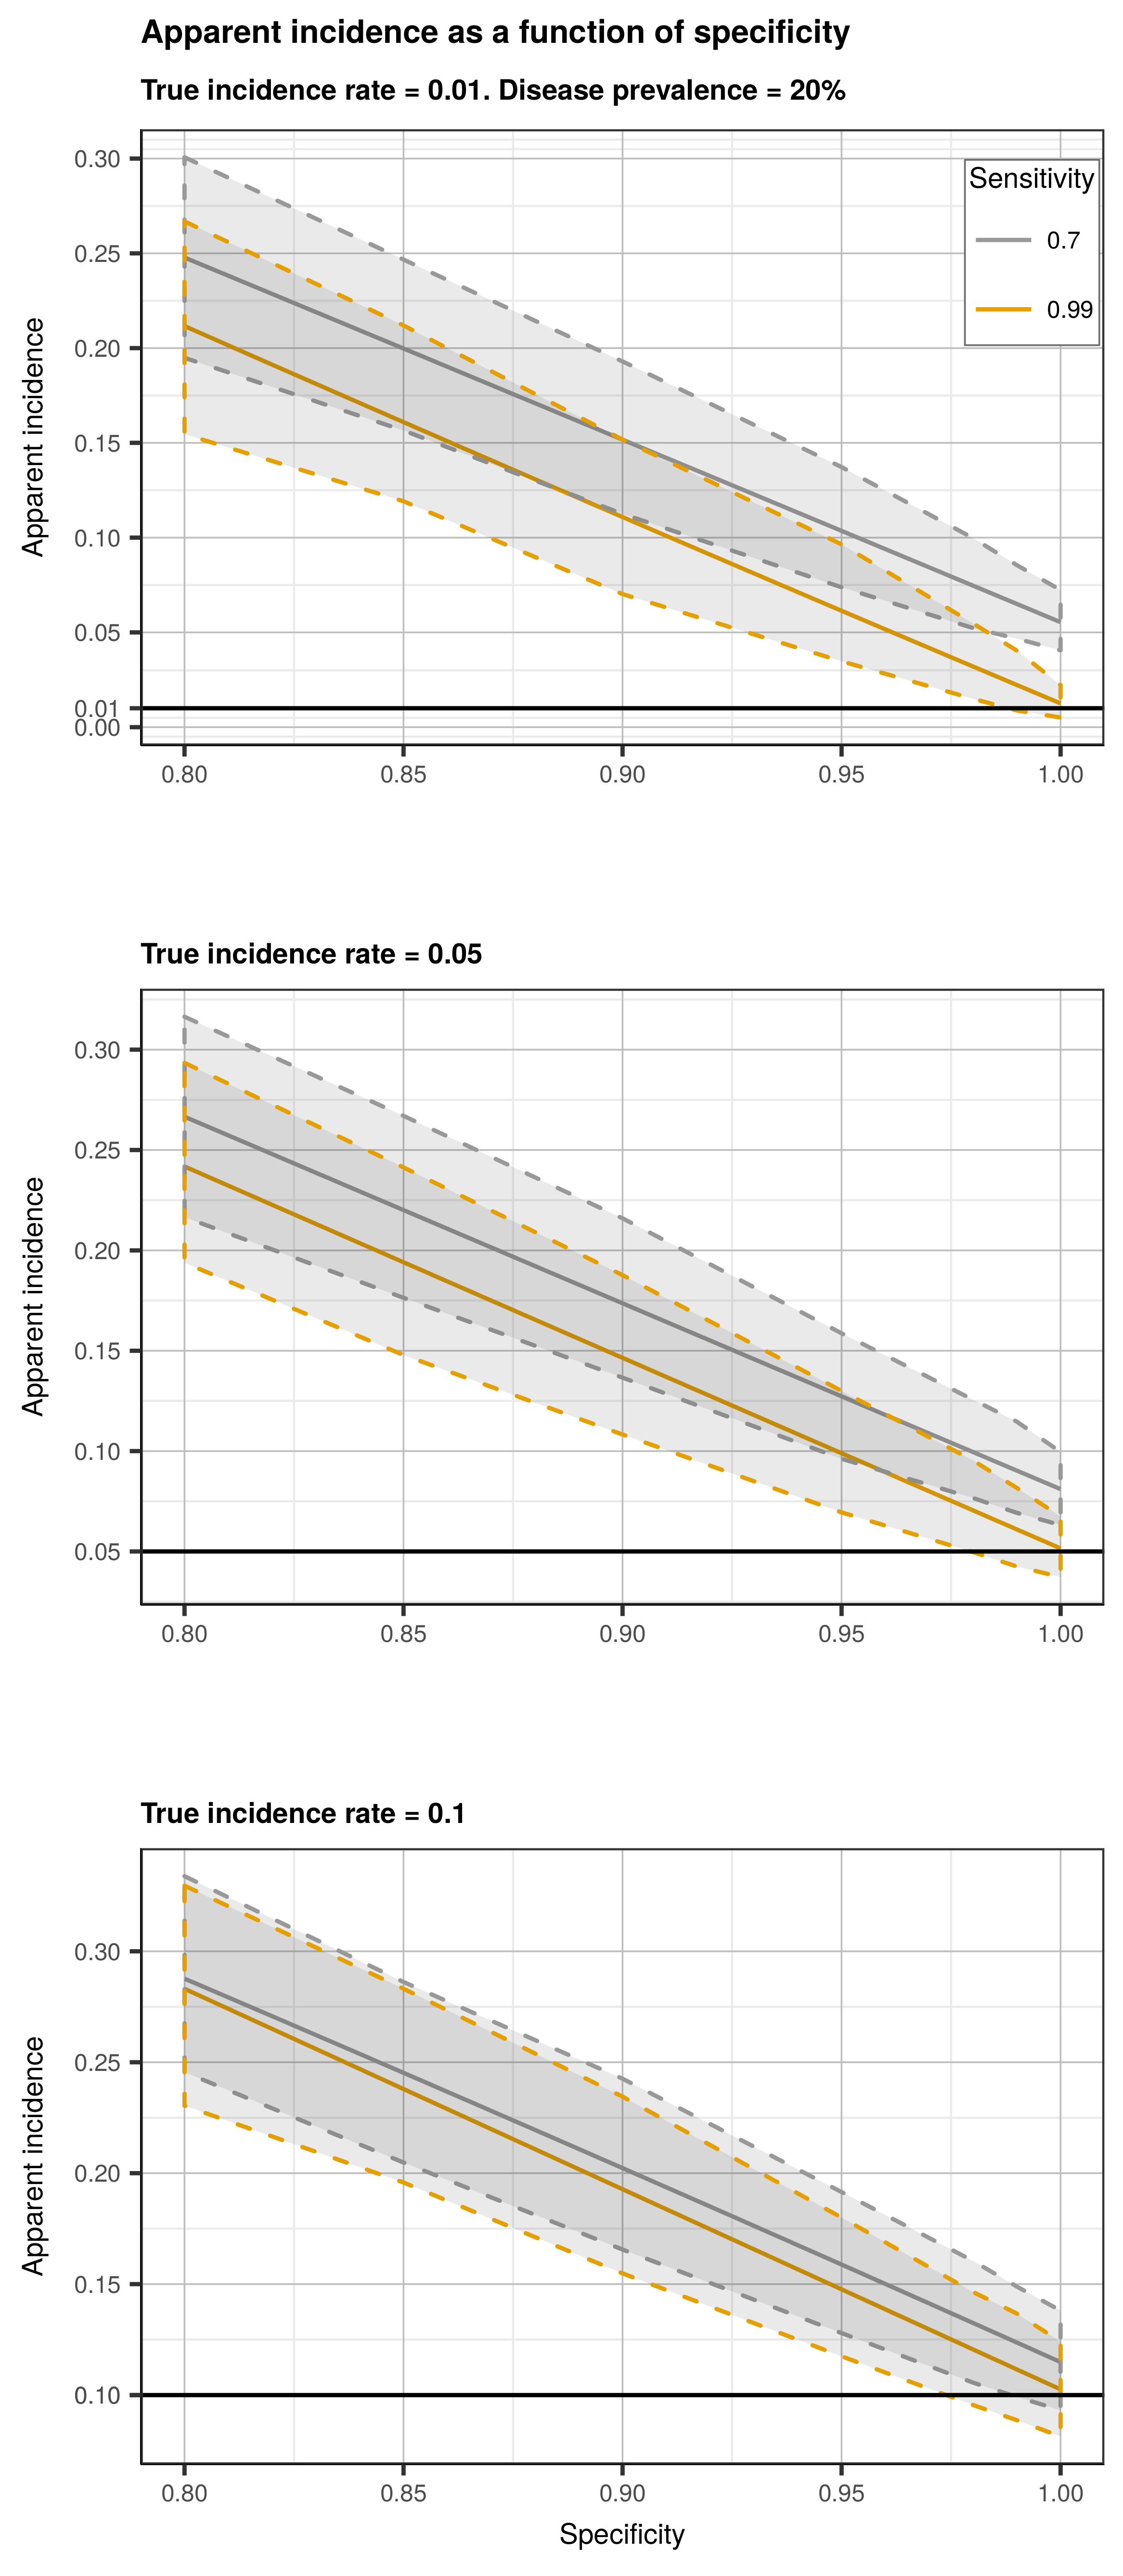 Apparent incidence as a function of specificity
True incidence rate = 0.01. Disease prevalence = 20%
Apparent incidence
0.30
0.25
0.20
0.15
0.10
0.05
0.01
0.00
Sensitivity
0.7
0.99
0.80 0.85 0.90 0.95 1.00
True incidence rate = 0.05
Apparent incidence
0.30
0.25
0.20
0.15
0.10
0.05
0.80 0.85 0.90 0.95 1.00
True incidence rate = 0.1
Apparent incidence
0.30
0.25
0.20
0.15
0.10
0.80 0.85 0.90 0.95 1.00
Specificity